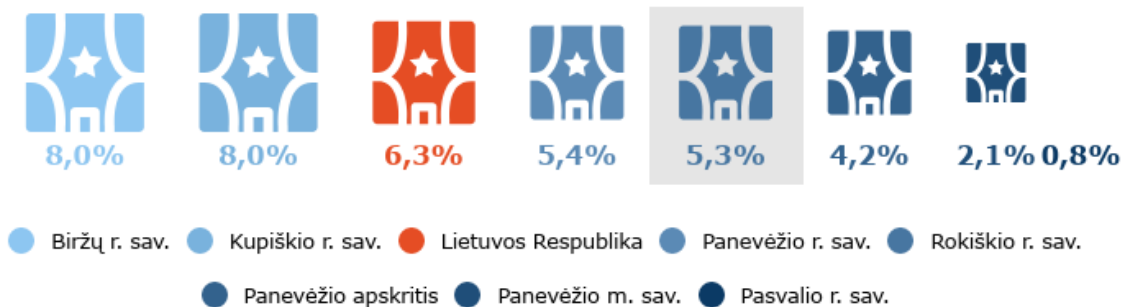 8,0% 8,0% 6,3% 5,4% 5,3% 4,2% 2,1% 0,8%
Biržų r. sav. Kupiškio r. sav. Lietuvos Respublika Panevėžio r. sav. Rokiškio r. sav.
Panevėžio apskritis Panevėžio m. sav. Pasvalio r. sav.